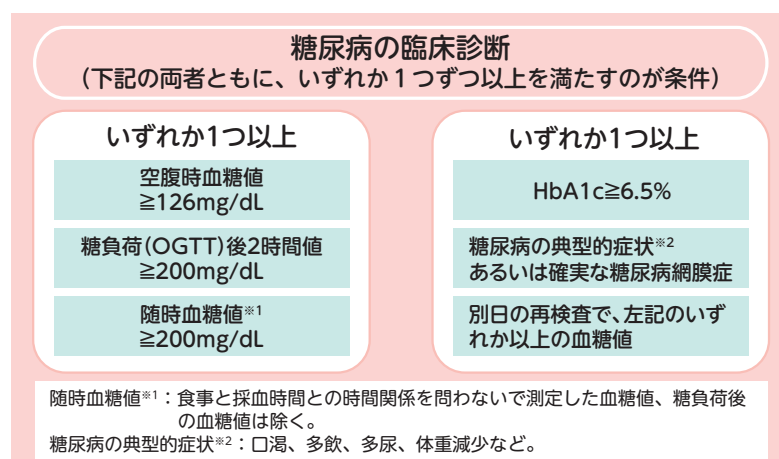 糖尿病の臨床診断
(下記の両者ともに、いずれか1つずつ以上を満たすのが条件)
いずれか1つ以上
空腹時血糖値
≧126mg/dL
糖負荷(OGTT)後2時間値
≧200mg/dL
随時血糖値※1
≧200mg/dL
いずれか1つ以上
HbA1c≧6.5%
糖尿病の典型的症状※2
あるいは確実な糖尿病網膜症
別日の再検査で、左記のいず
れか以上の血糖値
随時血糖値※1:食事と採血時間との時間関係を問わないで測定した血糖値、糖負荷後
の血糖値は除く。
糖尿病の典型的症状※2:口渇、多飲、多尿、体重減少など。